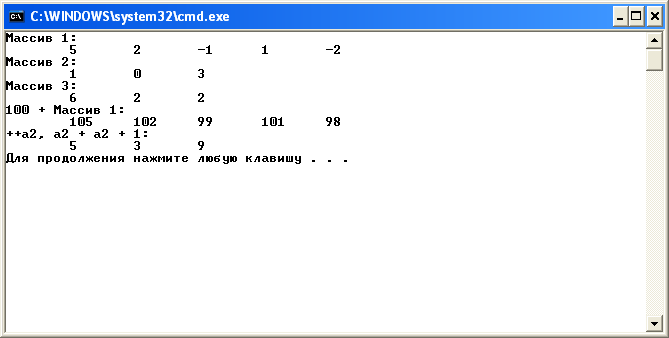 C:\WINDOWS\system32\cmd.exe
Массив 1:
5 2 -1 1 -2
Массив 2:
1 0 3
Массив 3:
6 2 2
100 + Массив 1:
105 102 99 101 98
++a2, a2 + a2 + 1:
5 3 9
Для продолжения нажмите любую клавишу . . .